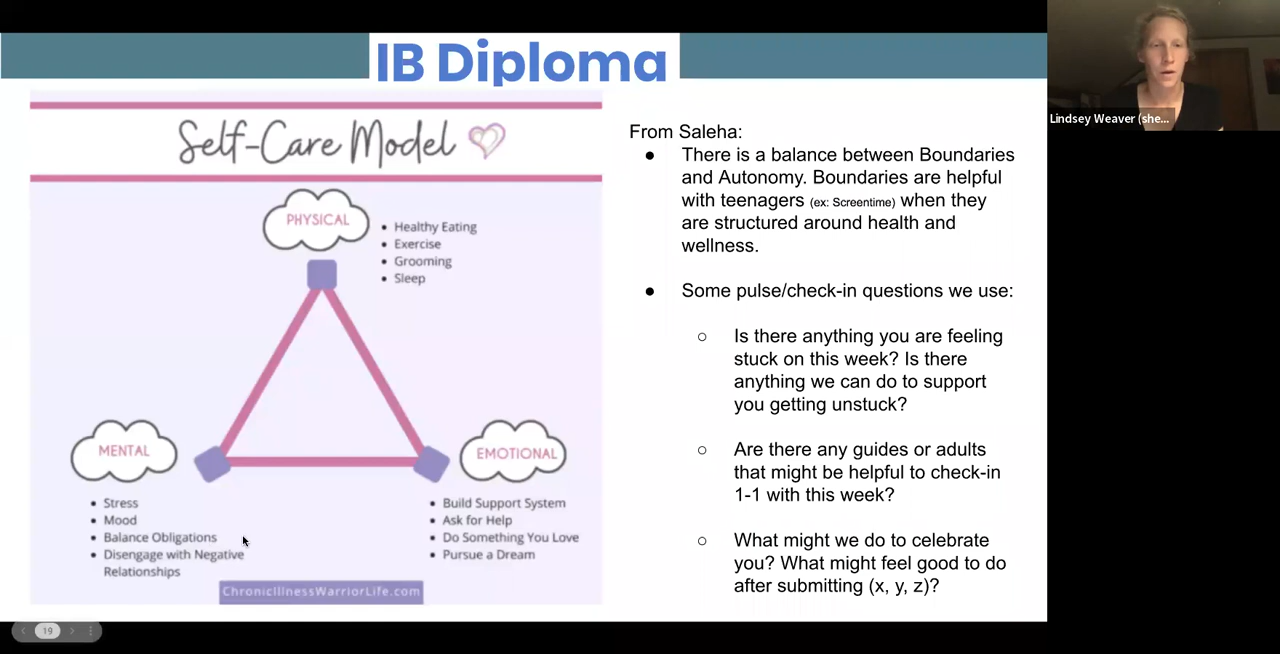 IB Diploma
Self-Care Model
PHYSICAL
• Healthy Eating
• Exercise
• Grooming
• Sleep
MENTAL
• Stress
• Mood
• Balance Obligations
• Disengage with Negative
Relationships
EMOTIONAL
• Build Support System
• Ask for Help
• Do Something You Love
• Pursue a Dream
ChronicIllnessWarriorLife.com
From Saleha:
● There is a balance between Boundaries
and Autonomy. Boundaries are helpful
with teenagers (ex: Screentime) when they
are structured around health and
wellness.
● Some pulse/check-in questions we use:
○ Is there anything you are feeling
stuck on this week? Is there
anything we can do to support
you getting unstuck?
○ Are there any guides or adults
that might be helpful to check-in
1-1 with this week?
○ What might we do to celebrate
you? What might feel good to do
after submitting (x, y, z)?
Lindsey Weaver (she...
19